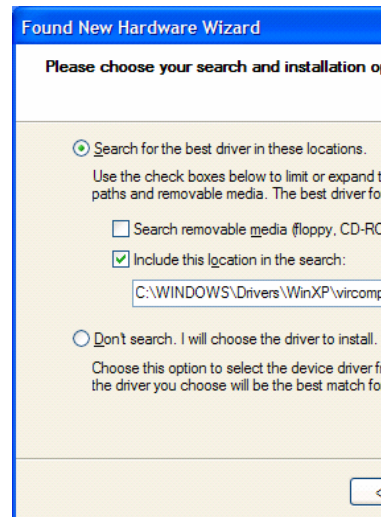 Found New Hardware Wizard
Please choose your search and installation op
Search for the best driver in these locations.
Use the check boxes below to limit or expand t
paths and removable media. The best driver fo
Search removable media (floppy, CD-RO
Include this location in the search:
C:\WINDOWS\Drivers\WinXP\vircomp
Don't search. I will choose the driver to install.
Choose this option to select the device driver fr
the driver you choose will be the best match fo
<